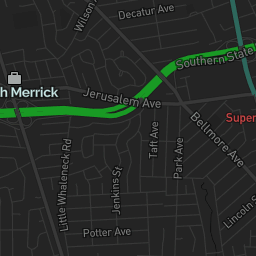 Decatur Ave
Wilson
Southern State
h Merrick
Jerusalem Ave
Super
Bellmore Ave
Taft Ave
Park Ave
Little Whaleneck Rd
Jenkins St
Lincoln S
Potter Ave